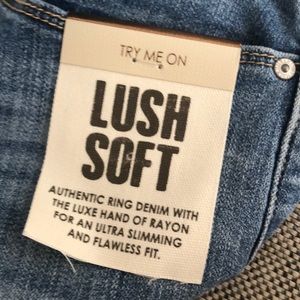 TRY ME ON
LUSH
SOFT
AUTHENTIC RING DENIM WITH
THE LUXE HAND OF RAYON
FOR AN ULTRA SLIMMING
AND FLAWLESS FIT.